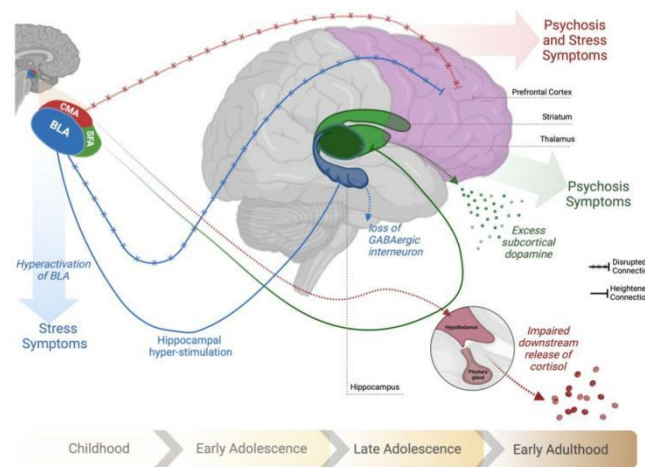 Psychosis
and Stress
Symptoms
Prefrontal Cortex
Striatum
Thalamus
CMA
BLA
SFA
Psychosis
Symptoms
loss of
GABAergic
interneuron
Excess
subcortical
dopamine
Hyperactivation
of BLA
Disrupted
Connection
Heightened
Connection
Stress
Symptoms
Hippocampal
hyper-stimulation
Hypothalamus
Pituitary
gland
Impaired
downstream
release of
cortisol
Hippocampus
Childhood
Early Adolescence
Late Adolescence
Early Adulthood